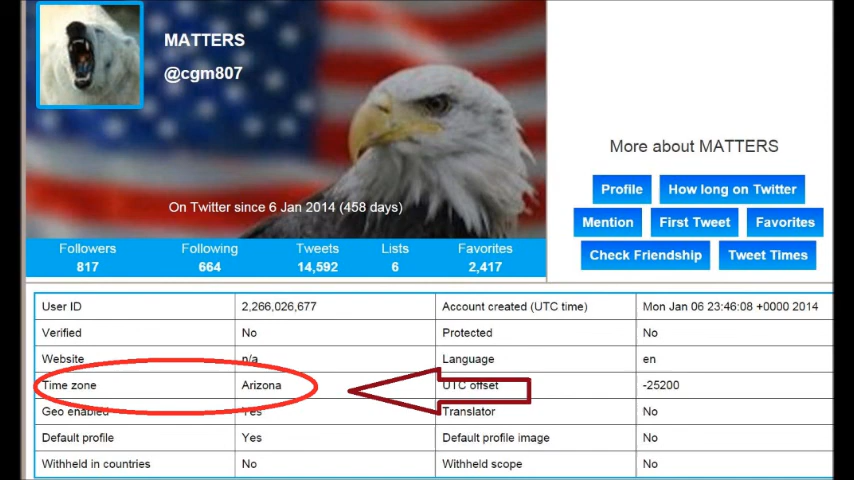 MATTERS
@cgm807
On Twitter since 6 Jan 2014 (458 days)
Followers Following Tweets Lists Favorites
817 664 14,592 6 2,417
More about MATTERS
Profile How long on Twitter
Mention First Tweet Favorites
Check Friendship Tweet Times
User ID 2,266,026,677 Account created (UTC time) Mon Jan 06 23:46:08 +0000 2014
Verified No Protected No
Website n/a Language en
Time zone Arizona UTC offset -25200
Geo enabled Yes Translator No
Default profile Yes Default profile image No
Withheld in countries No Withheld scope No